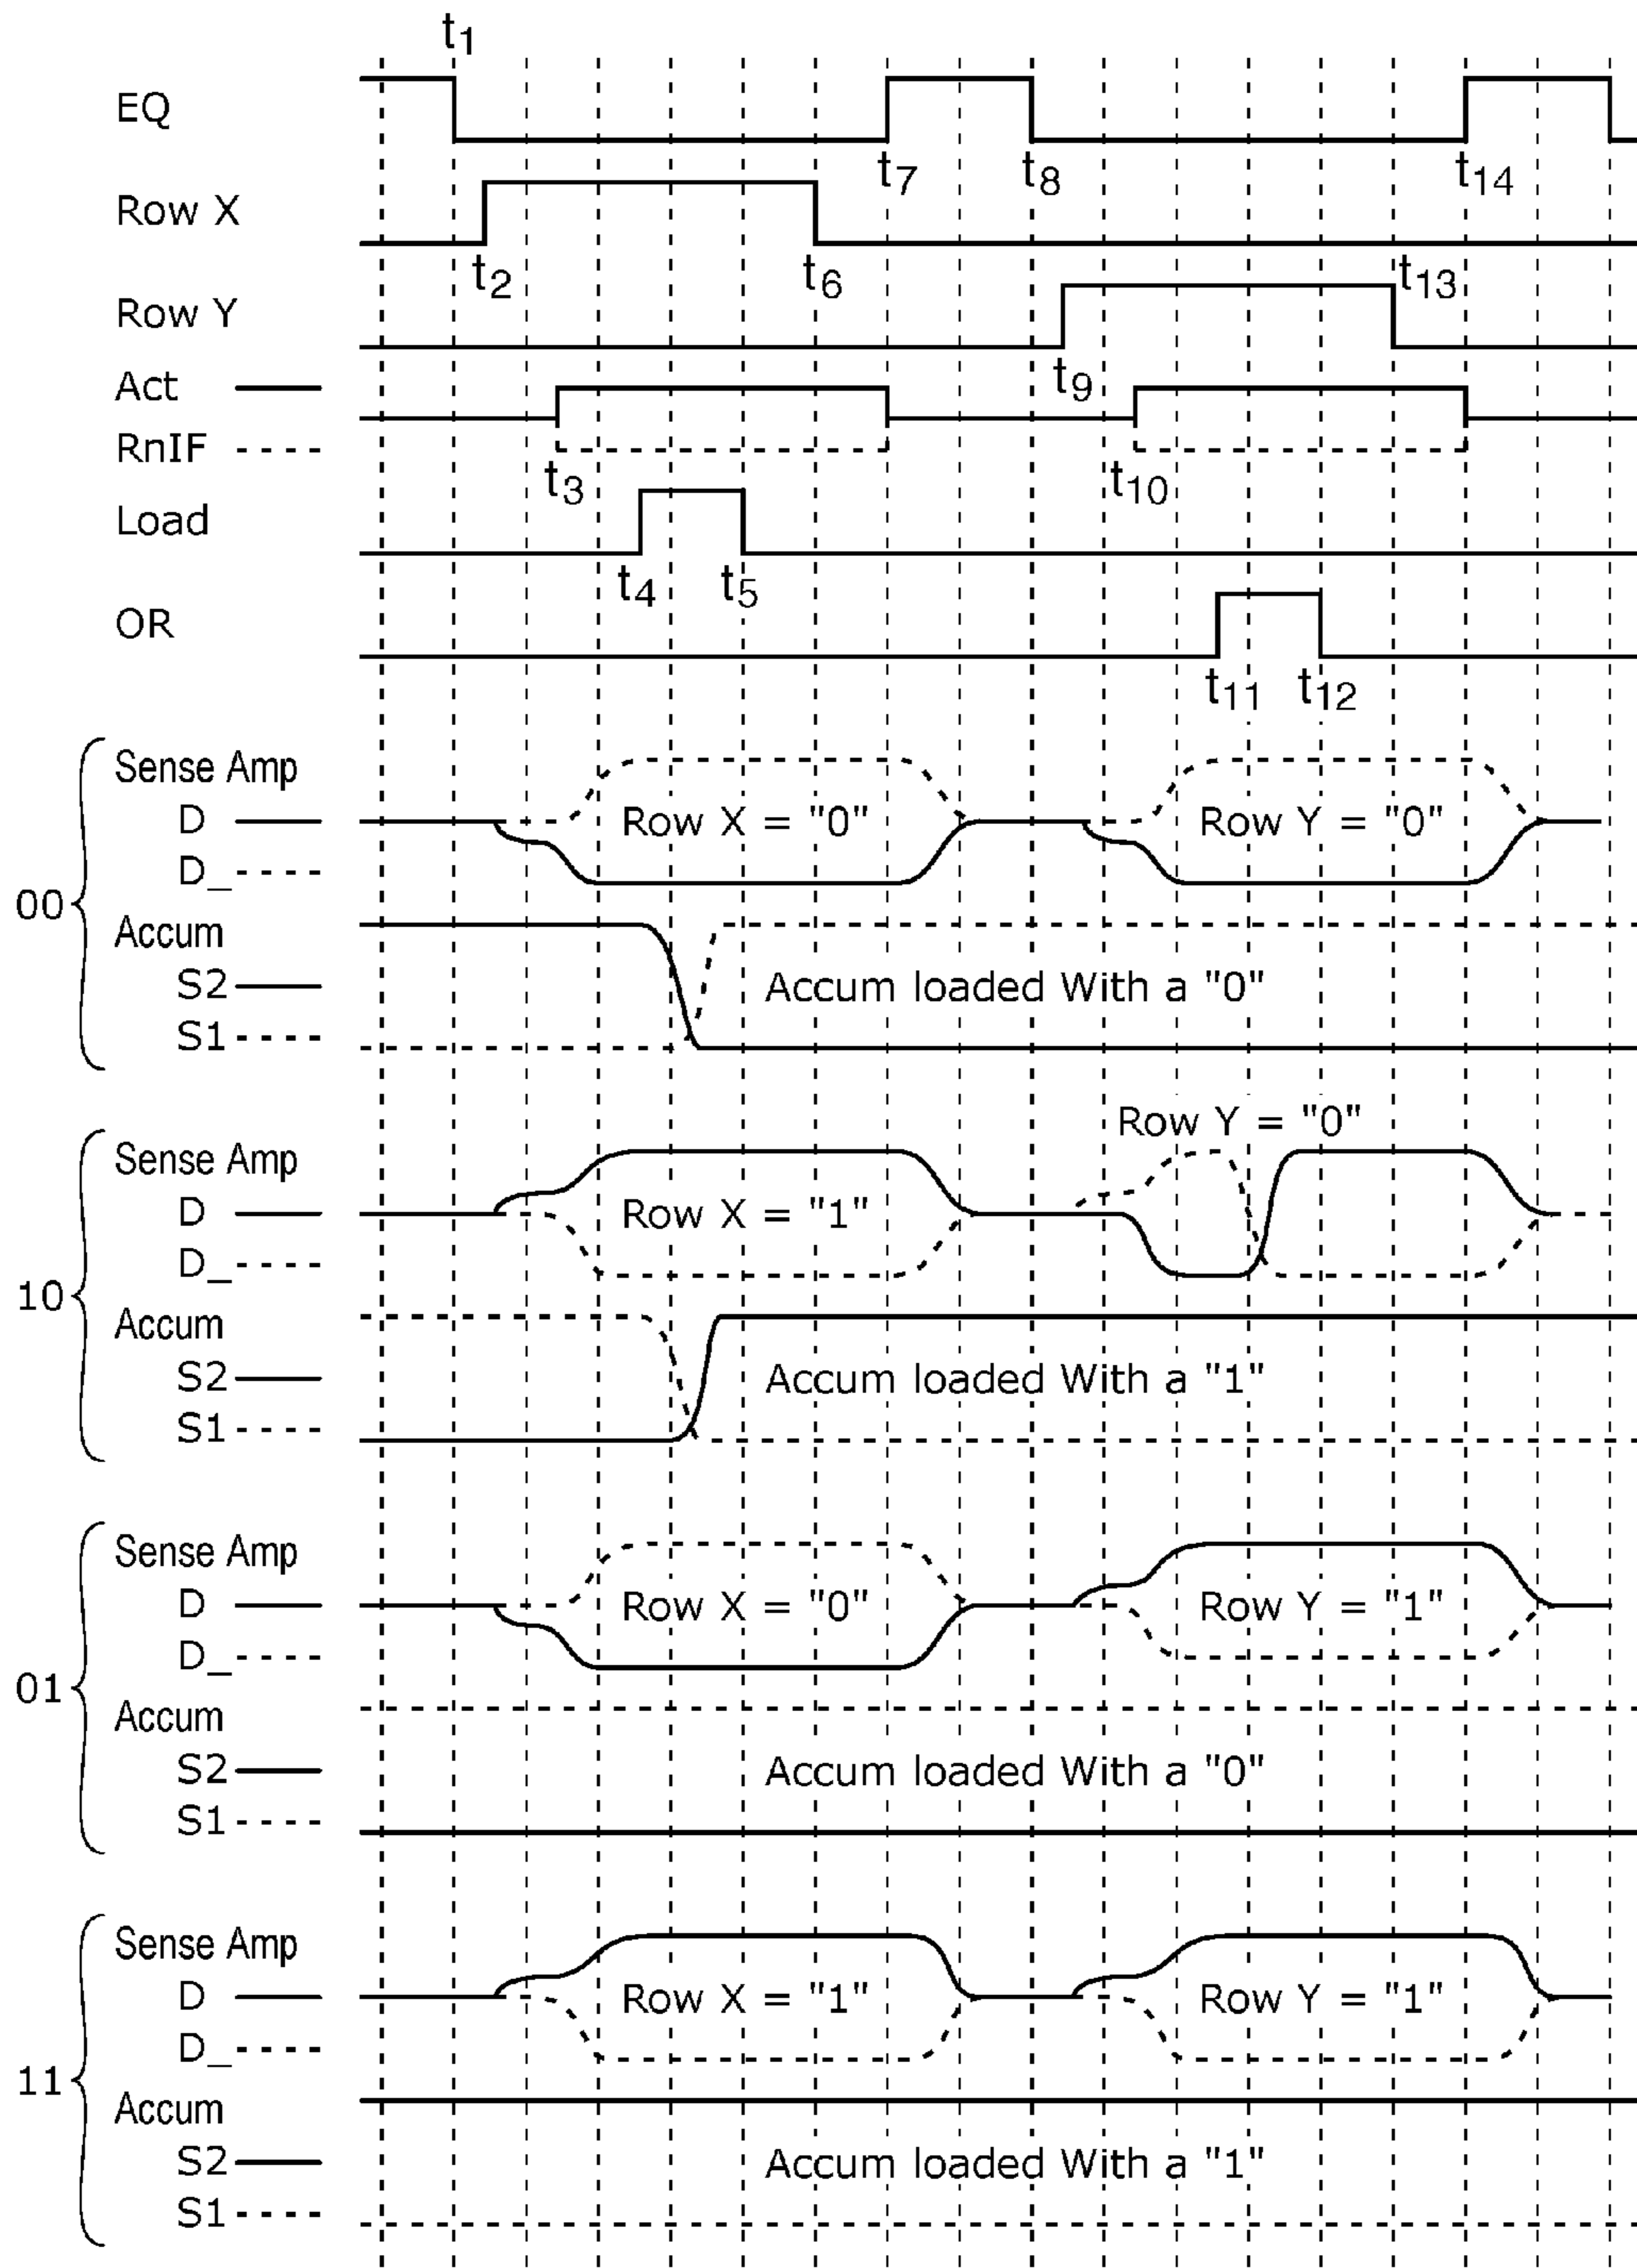 t1
EQ
t7 t8 t14
Row X
t2 t6 t13
Row Y
t9
Act
RnIF
t3 t10
Load
t4 t5
OR
t11 t12
00
Sense Amp
D
D_
Row X = "0" Row Y = "0"
Accum
S2
S1
Accum loaded With a "0"
10
Row Y = "0"
Sense Amp
D
D_
Row X = "1"
Accum
S2
S1
Accum loaded With a "1"
01
Sense Amp
D
D_
Row X = "0" Row Y = "1"
Accum
S2
S1
Accum loaded With a "0"
11
Sense Amp
D
D_
Row X = "1" Row Y = "1"
Accum
S2
S1
Accum loaded With a "1"